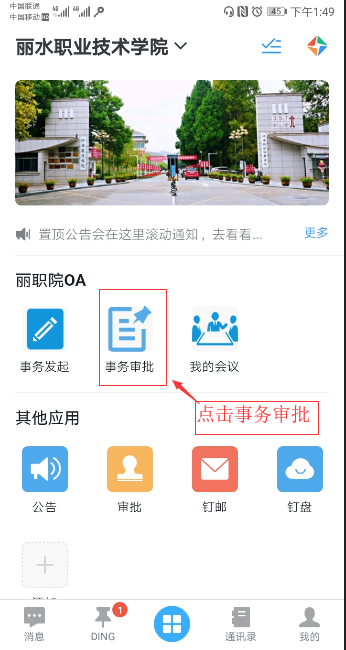 中国联通
中国移动 HD 4G 4G 45 下午1:49
丽水职业技术学院
置顶公告会在这里滚动通知，去看看... 更多
丽职院OA
事务发起 事务审批 我的会议
点击事务审批
其他应用
公告 审批 钉邮 钉盘
1
消息 DING 通讯录 我的